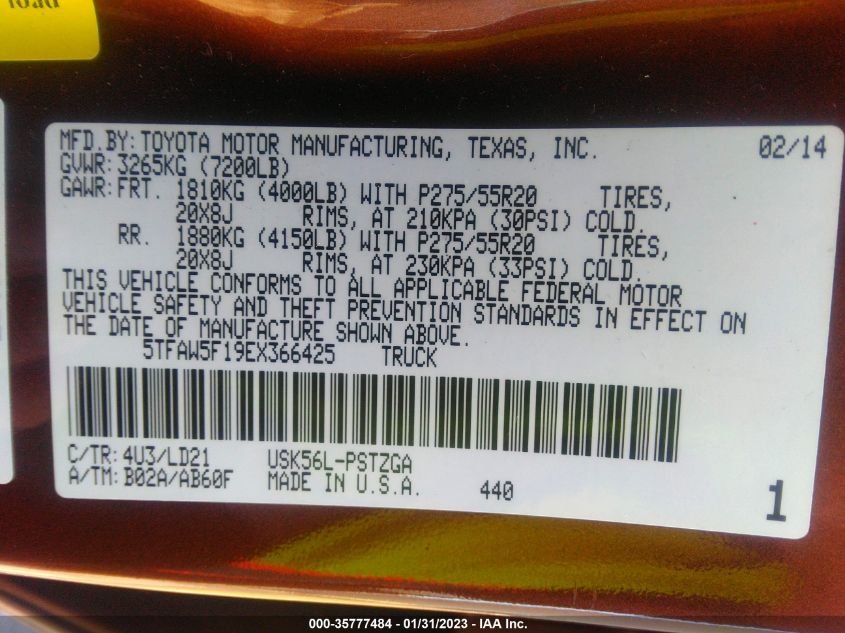 load
MFD.BY:TOYOTA MOTOR MANUFACTURING, TEXAS, INC. 02/14
GVWR:3265KG (7200LB)
GAWR:FRT. 1810KG (4000LB) WITH P275/55R20 TIRES,
20X8J RIMS, AT 210KPA (30PSI) COLD.
RR. 1880KG (4150LB) WITH P275/55R20 TIRES,
20X8J RIMS, AT 230KPA (33PSI) COLD.
THIS VEHICLE CONFORMS TO ALL APPLICABLE FEDERAL MOTOR
VEHICLE SAFETY AND THEFT PREVENTION STANDARDS IN EFFECT ON
THE DATE OF MANUFACTURE SHOWN ABOVE.
5TFAW5F19EX366425 TRUCK
C/TR:4U3/LD21 USK56L-PSTZGA
A/TM:B02A/AB60F MADE IN U.S.A. 440 1
000-35777484 - 01/31/2023 - IAA Inc.